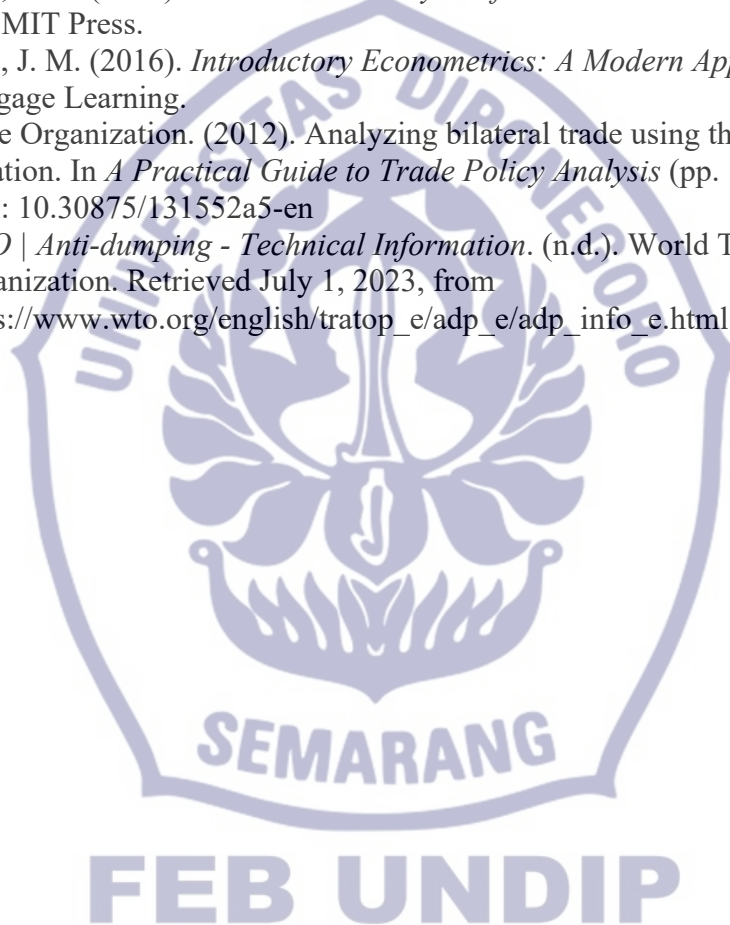 MIT Press.
, J. M. (2016). Introductory Econometrics: A Modern App
gage Learning.
e Organization. (2012). Analyzing bilateral trade using th
ation. In A Practical Guide to Trade Policy Analysis (pp.
: 10.30875/131552a5-en
O | Anti-dumping - Technical Information. (n.d.). World T
anization. Retrieved July 1, 2023, from
s://www.wto.org/english/tratop_e/adp_e/adp_info_e.html
UNIVERSITAS DIPONEGORO
SEMARANG
FEB UNDIP